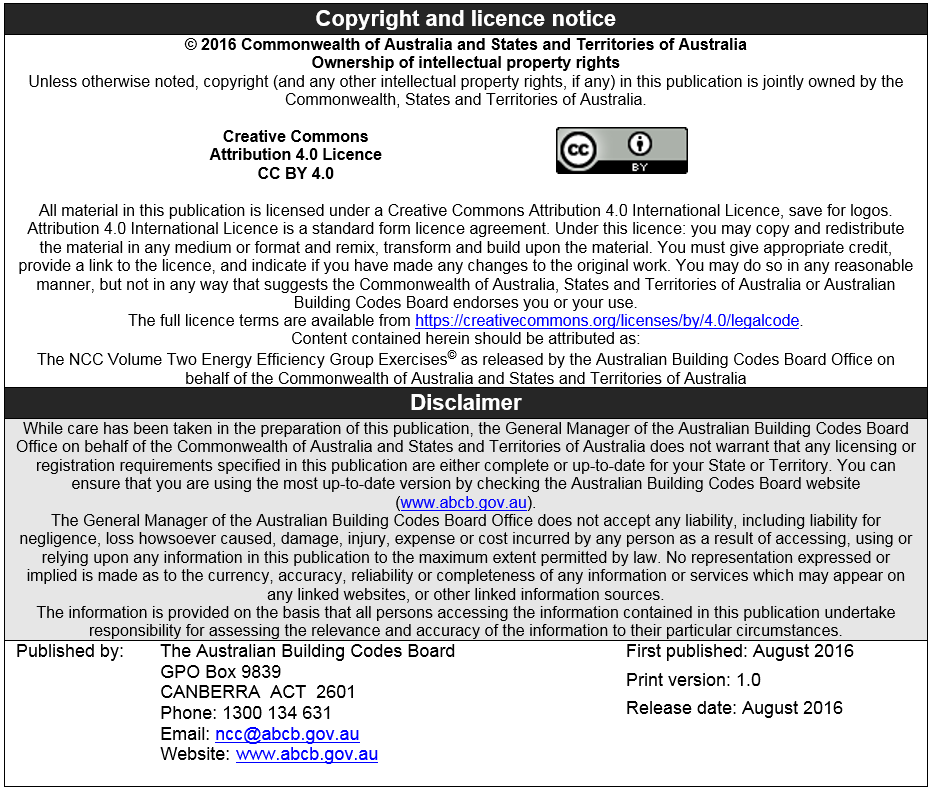 Copyright and licence notice
© 2016 Commonwealth of Australia and States and Territories of Australia
Ownership of intellectual property rights
Unless otherwise noted, copyright (and any other intellectual property rights, if any) in this publication is jointly owned by the
Commonwealth, States and Territories of Australia.
Creative Commons
Attribution 4.0 Licence
CC BY 4.0
cc
BY
All material in this publication is licensed under a Creative Commons Attribution 4.0 International Licence, save for logos.
Attribution 4.0 International Licence is a standard form licence agreement. Under this licence: you may copy and redistribute
the material in any medium or format and remix, transform and build upon the material. You must give appropriate credit,
provide a link to the licence, and indicate if you have made any changes to the original work. You may do so in any reasonable
manner, but not in any way that suggests the Commonwealth of Australia, States and Territories of Australia or Australian
Building Codes Board endorses you or your use.
The full licence terms are available from https://creativecommons.org/licenses/by/4.0/legalcode.
Content contained herein should be attributed as:
The NCC Volume Two Energy Efficiency Group Exercises© as released by the Australian Building Codes Board Office on
behalf of the Commonwealth of Australia and States and Territories of Australia
Disclaimer
While care has been taken in the preparation of this publication, the General Manager of the Australian Building Codes Board
Office on behalf of the Commonwealth of Australia and States and Territories of Australia does not warrant that any licensing or
registration requirements specified in this publication are either complete or up-to-date for your State or Territory. You can
ensure that you are using the most up-to-date version by checking the Australian Building Codes Board website
(www.abcb.gov.au).
The General Manager of the Australian Building Codes Board Office does not accept any liability, including liability for
negligence, loss howsoever caused, damage, injury, expense or cost incurred by any person as a result of accessing, using or
relying upon any information in this publication to the maximum extent permitted by law. No representation expressed or
implied is made as to the currency, accuracy, reliability or completeness of any information or services which may appear on
any linked websites, or other linked information sources.
The information is provided on the basis that all persons accessing the information contained in this publication undertake
responsibility for assessing the relevance and accuracy of the information to their particular circumstances.
Published by:
The Australian Building Codes Board
GPO Box 9839
CANBERRA ACT 2601
Phone: 1300 134 631
Email: ncc@abcb.gov.au
Website: www.abcb.gov.au
First published: August 2016
Print version: 1.0
Release date: August 2016